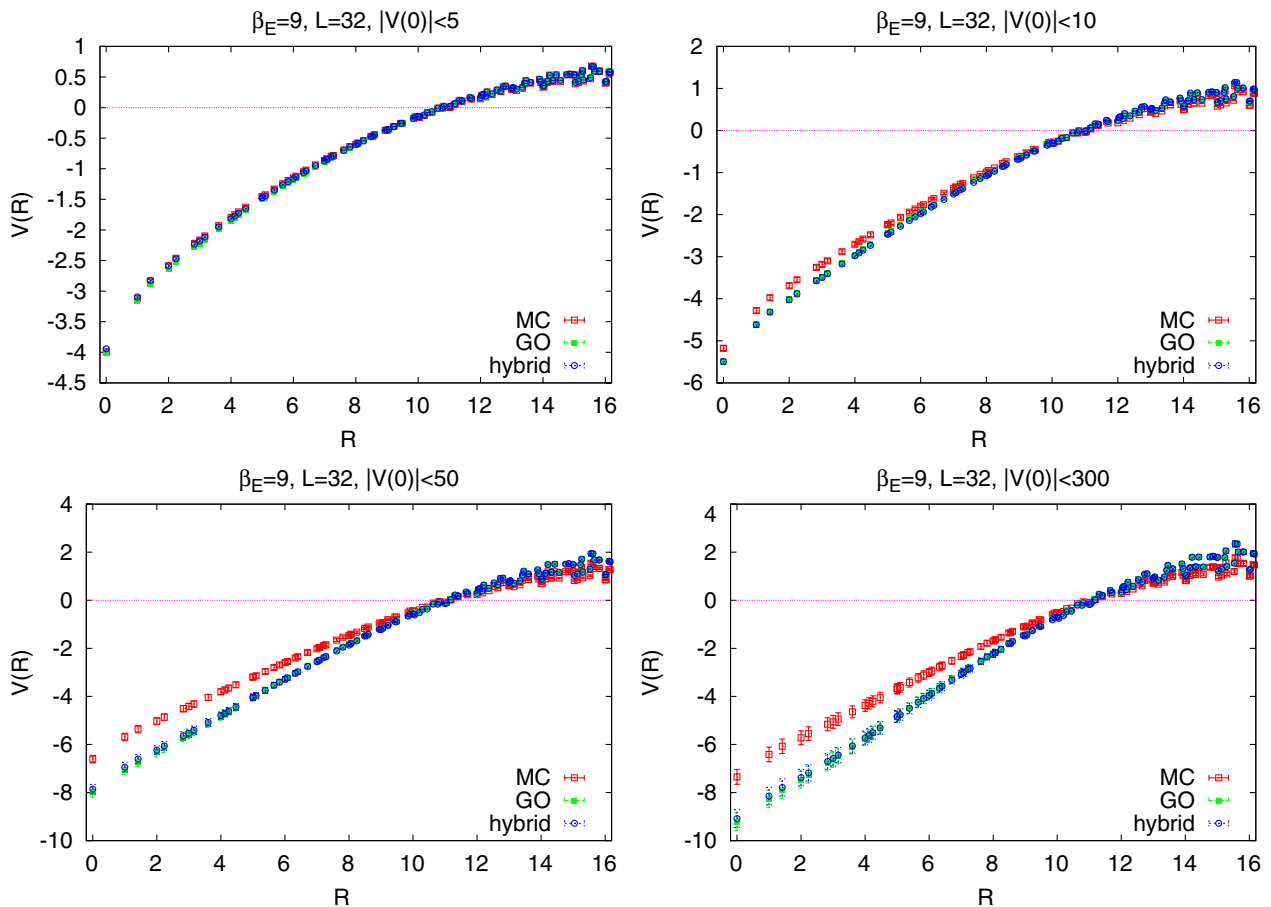 β_E=9, L=32, |V(0)|<5
1
0.5
0
-0.5
-1
-1.5
-2
-2.5
-3
-3.5
-4
-4.5
V(R)
MC
GO
hybrid
0 2 4 6 8 10 12 14 16
R
β_E=9, L=32, |V(0)|<10
2
1
0
-1
-2
-3
-4
-5
-6
V(R)
MC
GO
hybrid
0 2 4 6 8 10 12 14 16
R
β_E=9, L=32, |V(0)|<50
4
2
0
-2
-4
-6
-8
-10
V(R)
MC
GO
hybrid
0 2 4 6 8 10 12 14 16
R
β_E=9, L=32, |V(0)|<300
4
2
0
-2
-4
-6
-8
-10
V(R)
MC
GO
hybrid
0 2 4 6 8 10 12 14 16
R